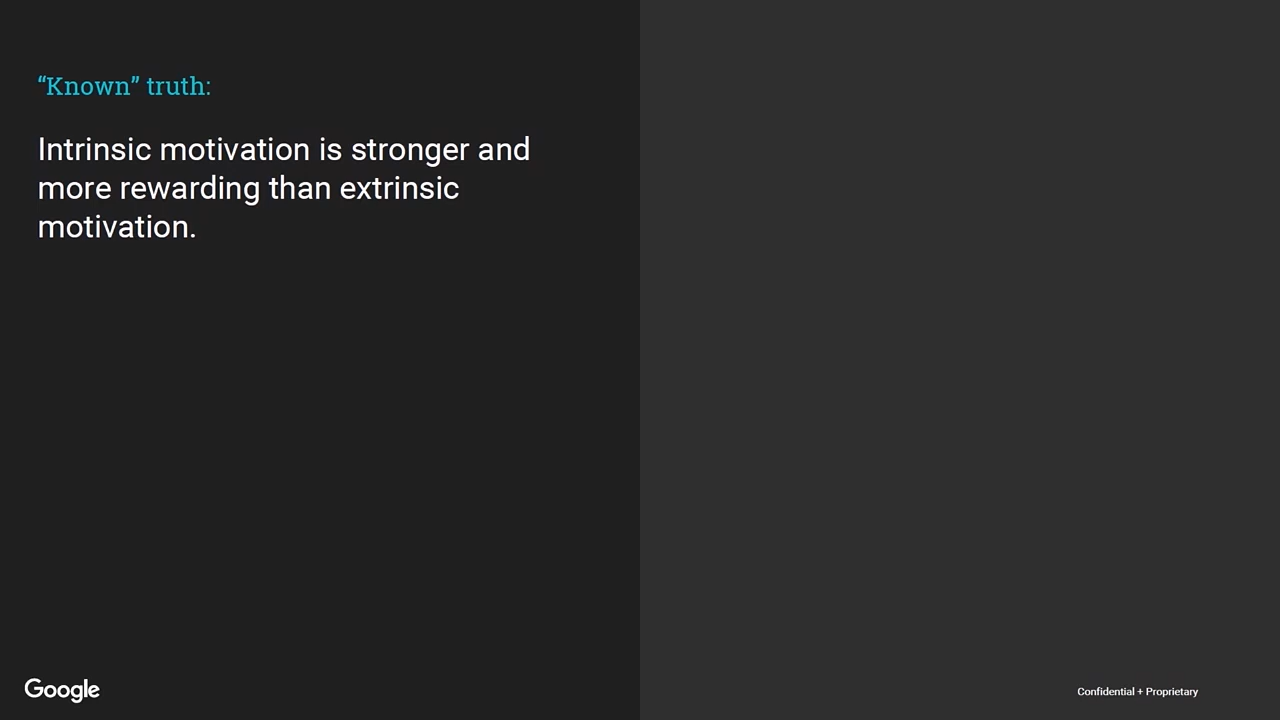 “Known” truth:
Intrinsic motivation is stronger and
more rewarding than extrinsic
motivation.
Google
Confidential + Proprietary